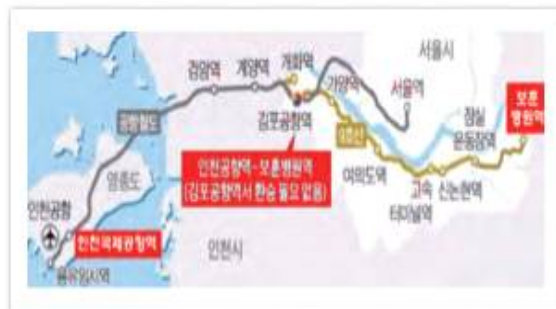 서울시
개화역
검암역
계양역
가양역
서울역
보훈
병원역
공항철도
김포공항역
9호선
잠실
운동장역
영종도
인천공항역~보훈병원역
(김포공항역서 환승 필요 없음)
여의도역
고속
터미널역
신논현역
인천공항
인천국제공항역
용유임시역
인천시